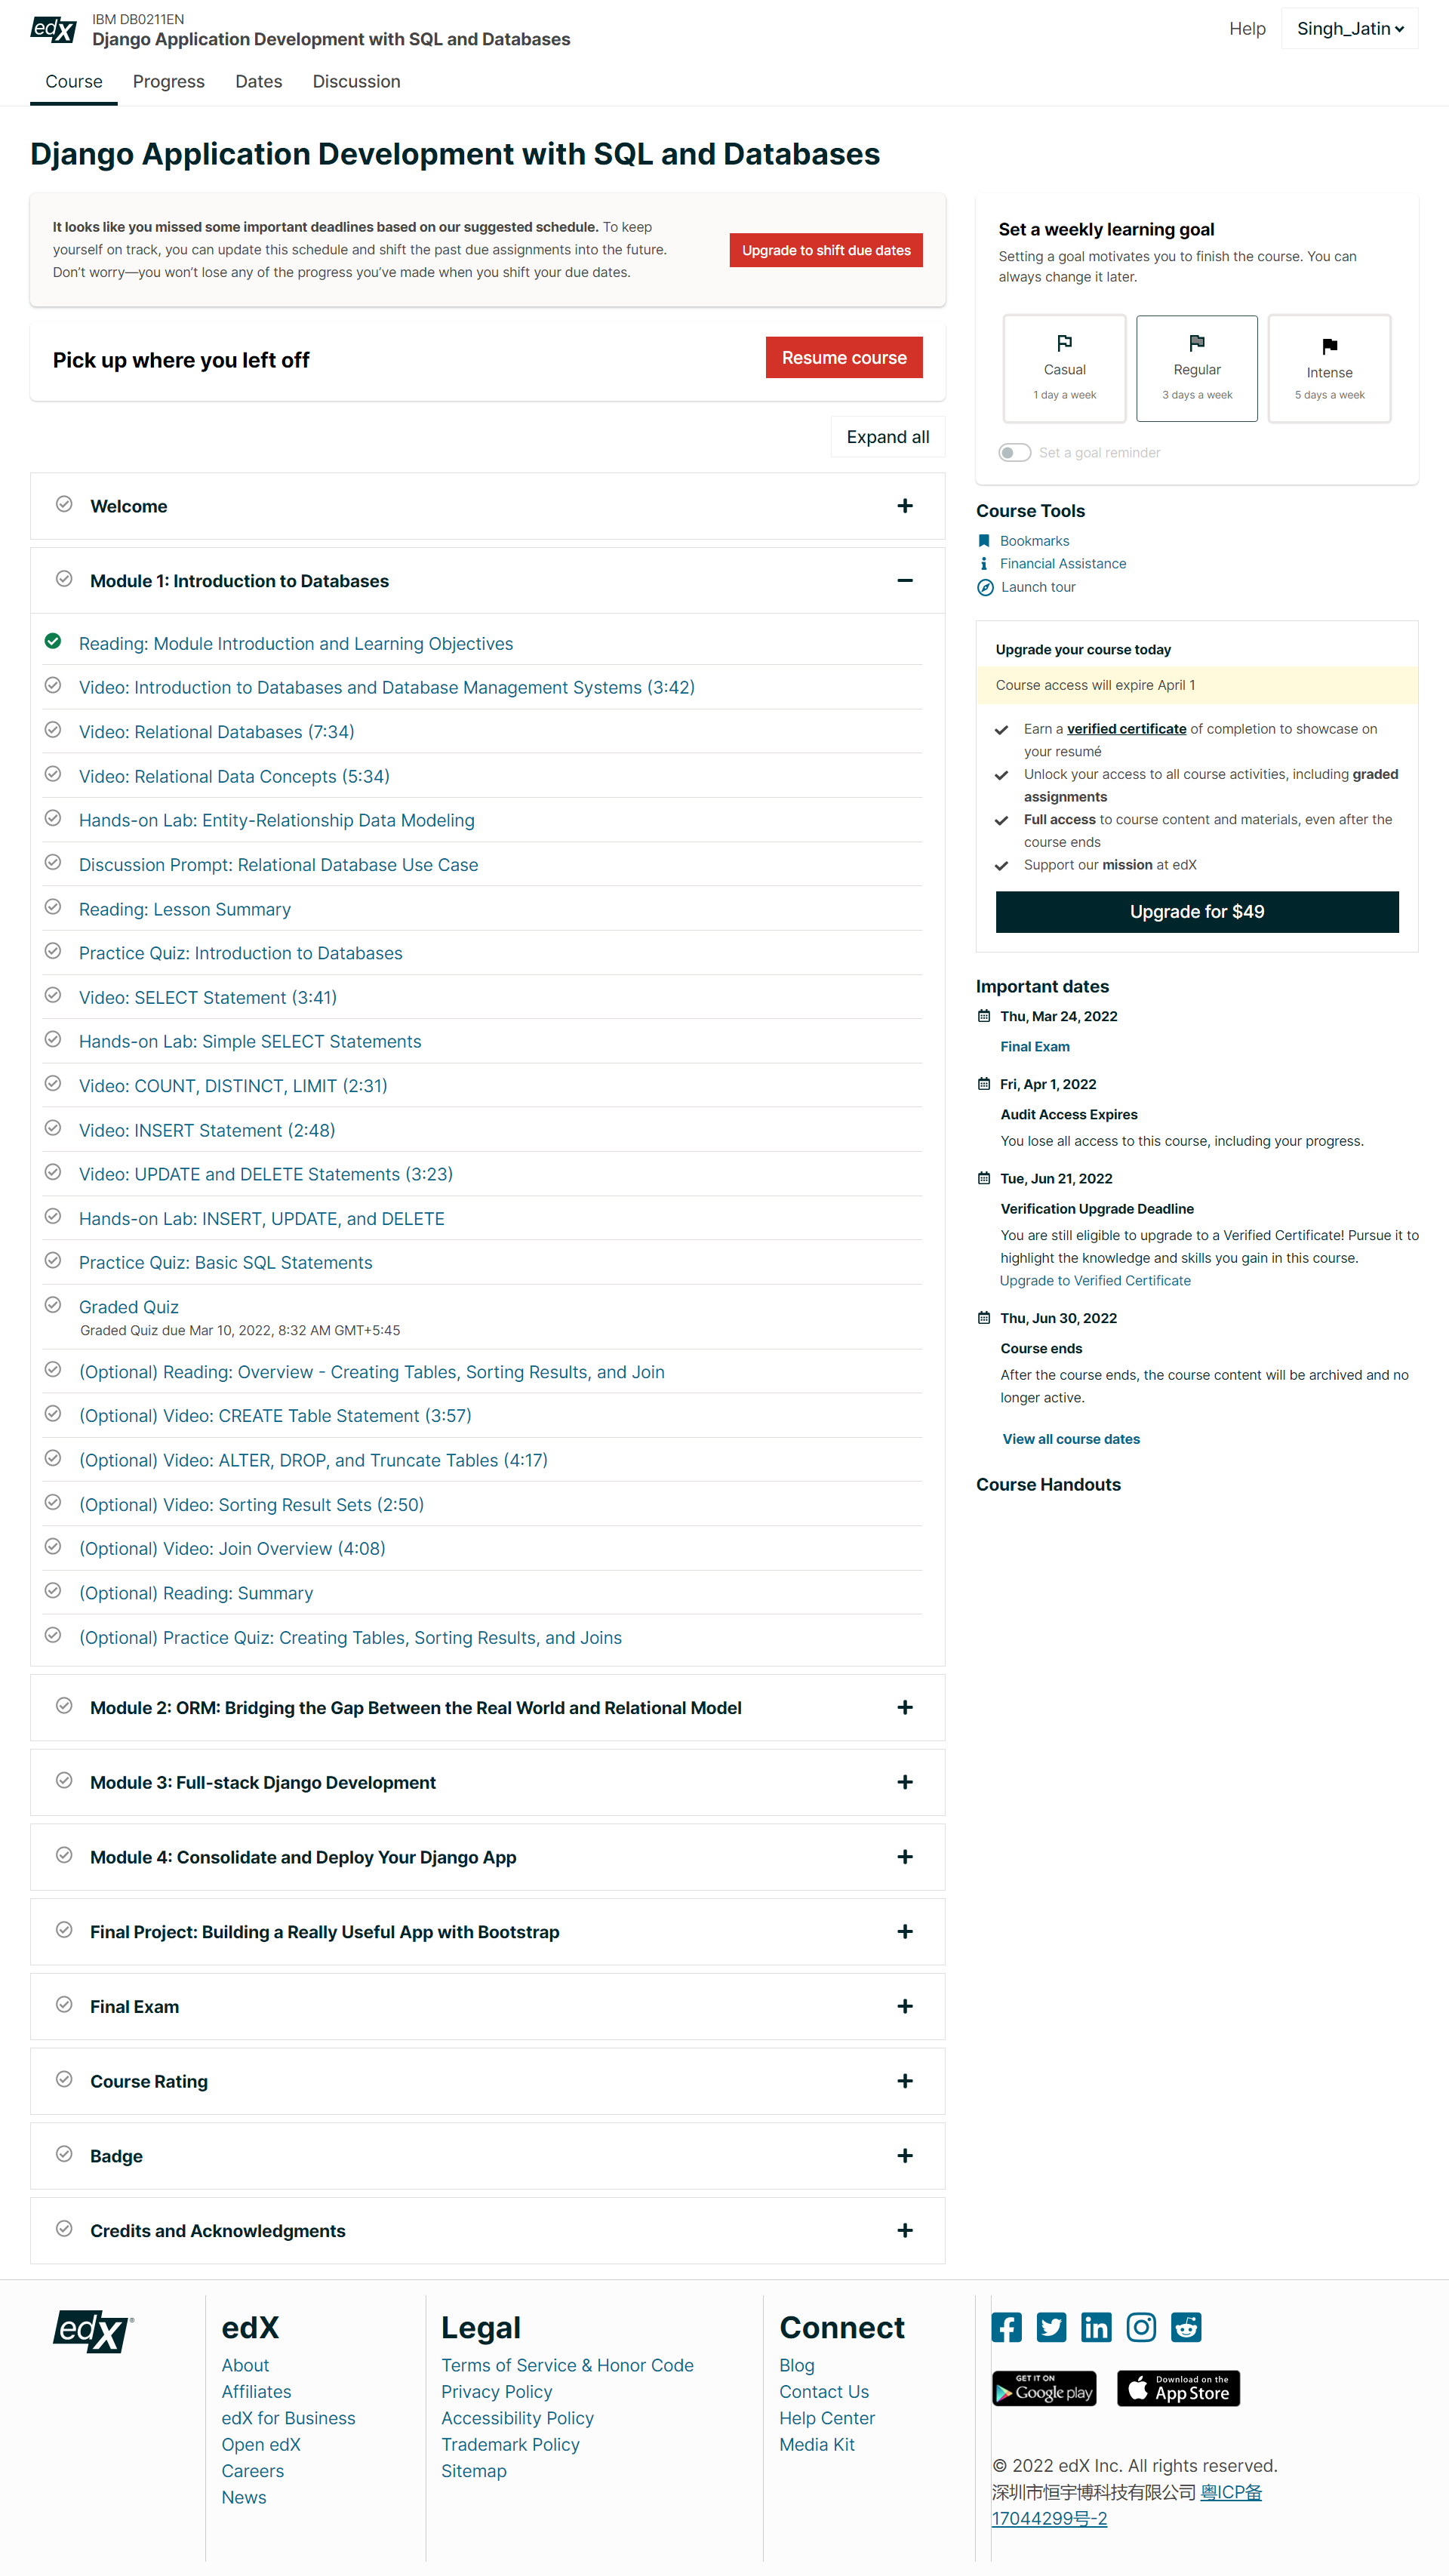 edX
IBM DB0211EN
Django Application Development with SQL and Databases
Help
Singh_Jatin
Course
Progress
Dates
Discussion
Django Application Development with SQL and Databases
It looks like you missed some important deadlines based on our suggested schedule. To keep
yourself on track, you can update this schedule and shift the past due assignments into the future.
Don't worry—you won't lose any of the progress you've made when you shift your due dates.
Upgrade to shift due dates
Pick up where you left off
Resume course
Expand all
Welcome
Module 1: Introduction to Databases
Reading: Module Introduction and Learning Objectives
Video: Introduction to Databases and Database Management Systems (3:42)
Video: Relational Databases (7:34)
Video: Relational Data Concepts (5:34)
Hands-on Lab: Entity-Relationship Data Modeling
Discussion Prompt: Relational Database Use Case
Reading: Lesson Summary
Practice Quiz: Introduction to Databases
Video: SELECT Statement (3:41)
Hands-on Lab: Simple SELECT Statements
Video: COUNT, DISTINCT, LIMIT (2:31)
Video: INSERT Statement (2:48)
Video: UPDATE and DELETE Statements (3:23)
Hands-on Lab: INSERT, UPDATE, and DELETE
Practice Quiz: Basic SQL Statements
Graded Quiz
Graded Quiz due Mar 10, 2022, 8:32 AM GMT+5:45
(Optional) Reading: Overview - Creating Tables, Sorting Results, and Join
(Optional) Video: CREATE Table Statement (3:57)
(Optional) Video: ALTER, DROP, and Truncate Tables (4:17)
(Optional) Video: Sorting Result Sets (2:50)
(Optional) Video: Join Overview (4:08)
(Optional) Reading: Summary
(Optional) Practice Quiz: Creating Tables, Sorting Results, and Joins
Module 2: ORM: Bridging the Gap Between the Real World and Relational Model
Module 3: Full-stack Django Development
Module 4: Consolidate and Deploy Your Django App
Final Project: Building a Really Useful App with Bootstrap
Final Exam
Course Rating
Badge
Credits and Acknowledgments
Set a weekly learning goal
Setting a goal motivates you to finish the course. You can
always change it later.
Casual
1 day a week
Regular
3 days a week
Intense
5 days a week
Set a goal reminder
Course Tools
Bookmarks
Financial Assistance
Launch tour
Upgrade your course today
Course access will expire April 1
Earn a verified certificate of completion to showcase on
your resumé
Unlock your access to all course activities, including graded
assignments
Full access to course content and materials, even after the
course ends
Support our mission at edX
Upgrade for $49
Important dates
Thu, Mar 24, 2022
Final Exam
Fri, Apr 1, 2022
Audit Access Expires
You lose all access to this course, including your progress.
Tue, Jun 21, 2022
Verification Upgrade Deadline
You are still eligible to upgrade to a Verified Certificate! Pursue it to
highlight the knowledge and skills you gain in this course.
Upgrade to Verified Certificate
Thu, Jun 30, 2022
Course ends
After the course ends, the course content will be archived and no
longer active.
View all course dates
Course Handouts
edX®
edX
About
Affiliates
edX for Business
Open edX
Careers
News
Legal
Terms of Service & Honor Code
Privacy Policy
Accessibility Policy
Trademark Policy
Sitemap
Connect
Blog
Contact Us
Help Center
Media Kit
GET IT ON
Google play
Download on the
App Store
© 2022 edX Inc. All rights reserved.
深圳市恒宇博科技有限公司 粤ICP备
17044299号-2